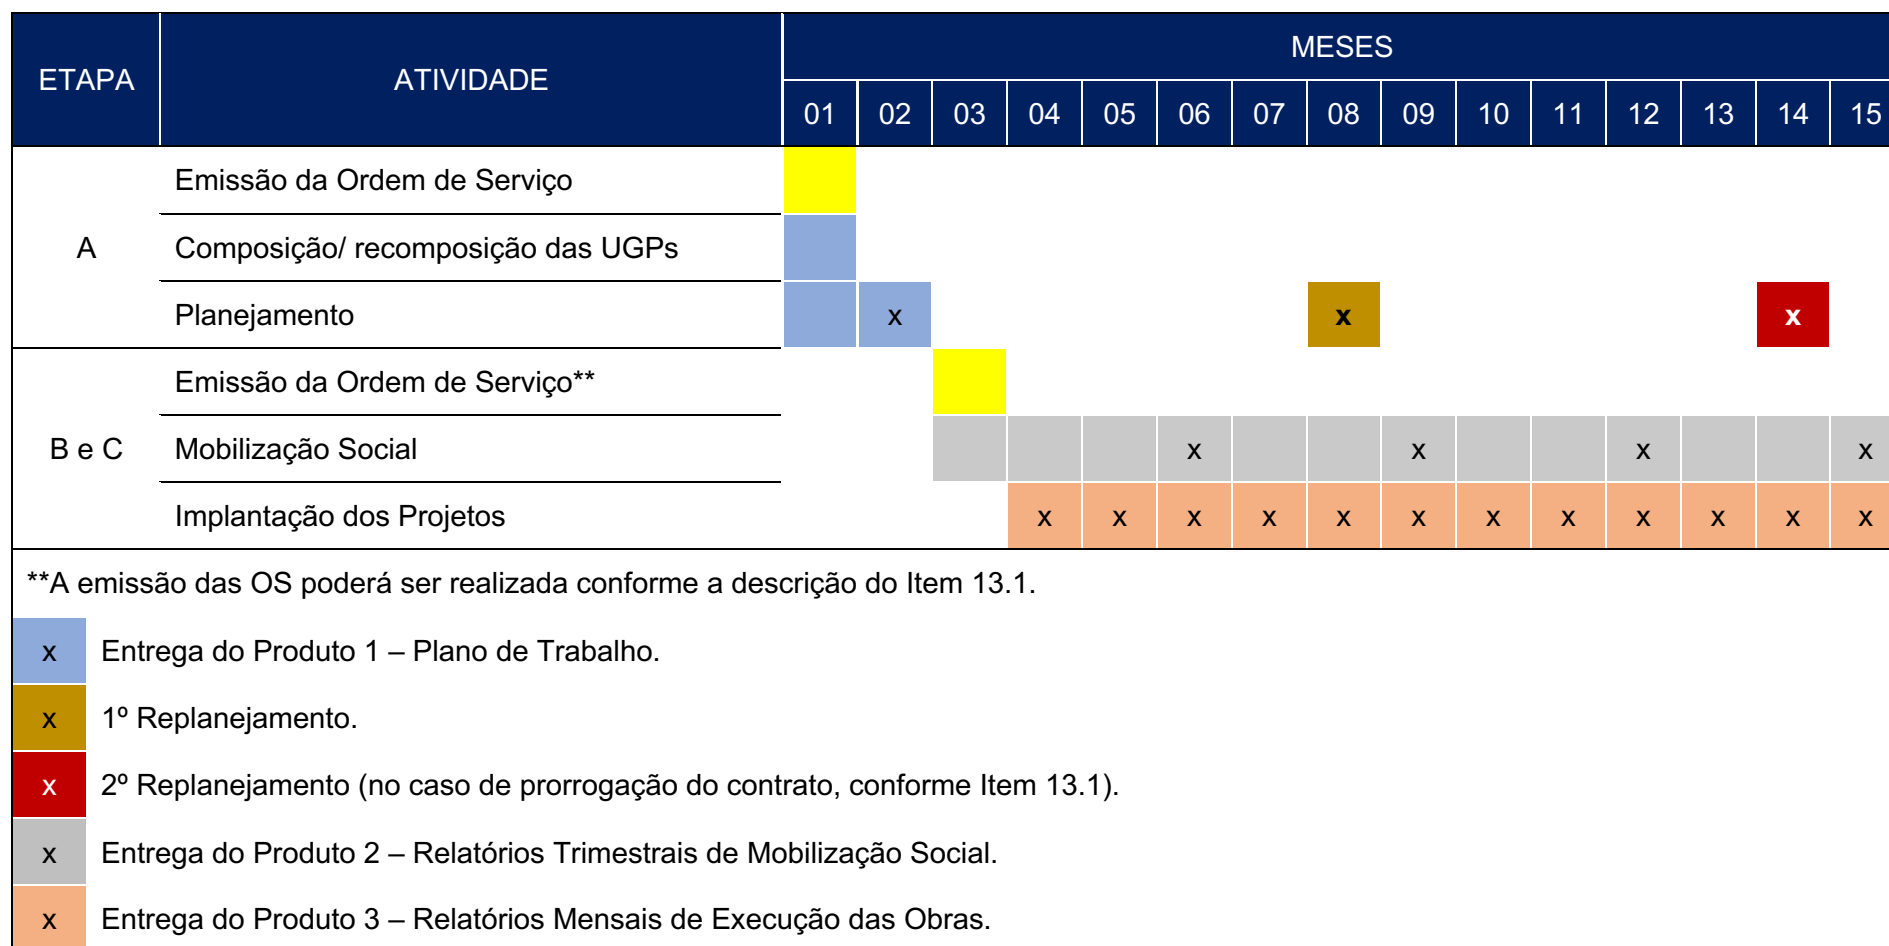 ETAPA ATIVIDADE MESES
01 02 03 04 05 06 07 08 09 10 11 12 13 14 15
A
Emissão da Ordem de Serviço
Composição/ recomposição das UGPs
Planejamento x x x
B e C
Emissão da Ordem de Serviço**
Mobilização Social x x x x
Implantação dos Projetos x x x x x x x x x x x x
**A emissão das OS poderá ser realizada conforme a descrição do Item 13.1.
x Entrega do Produto 1 – Plano de Trabalho.
x 1º Replanejamento.
x 2º Replanejamento (no caso de prorrogação do contrato, conforme Item 13.1).
x Entrega do Produto 2 – Relatórios Trimestrais de Mobilização Social.
x Entrega do Produto 3 – Relatórios Mensais de Execução das Obras.